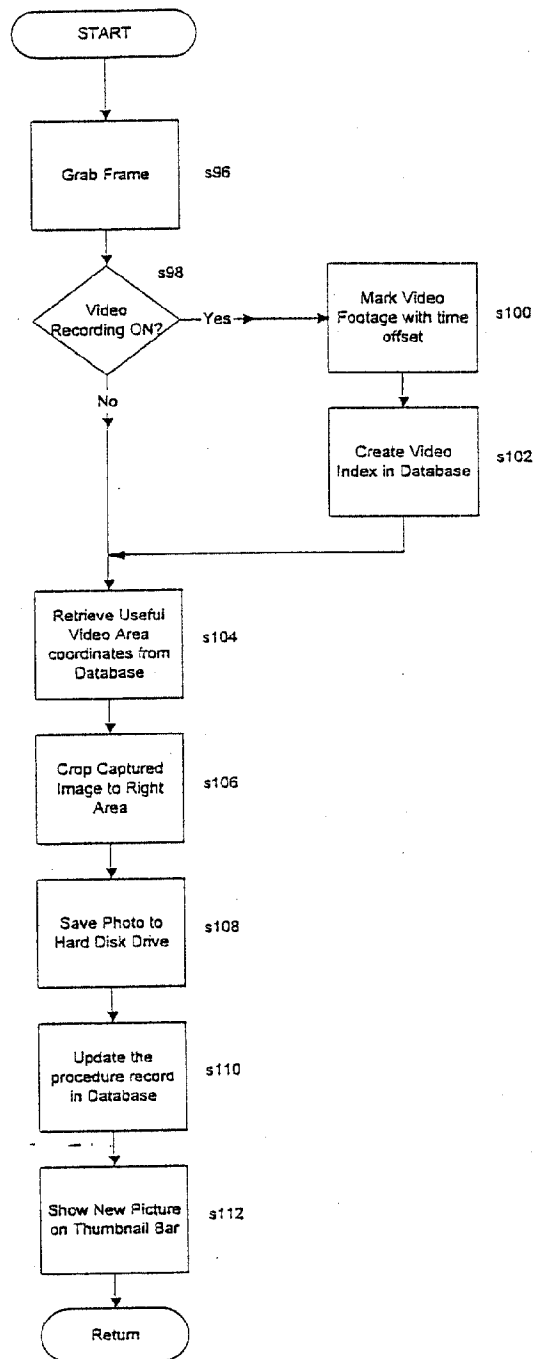 START
Grab Frame
s96
s98
Video
Recording ON?
Yes
Mark Video
Footage with time
offset
s100
No
Create Video
Index in Database
s102
Retrieve Useful
Video Area
coordinates from
Database
s104
Crop Captured
Image to Right
Area
s106
Save Photo to
Hard Disk Drive
s108
Update the
procedure record
in Database
s110
Show New Picture
on Thumbnail Bar
s112
Return